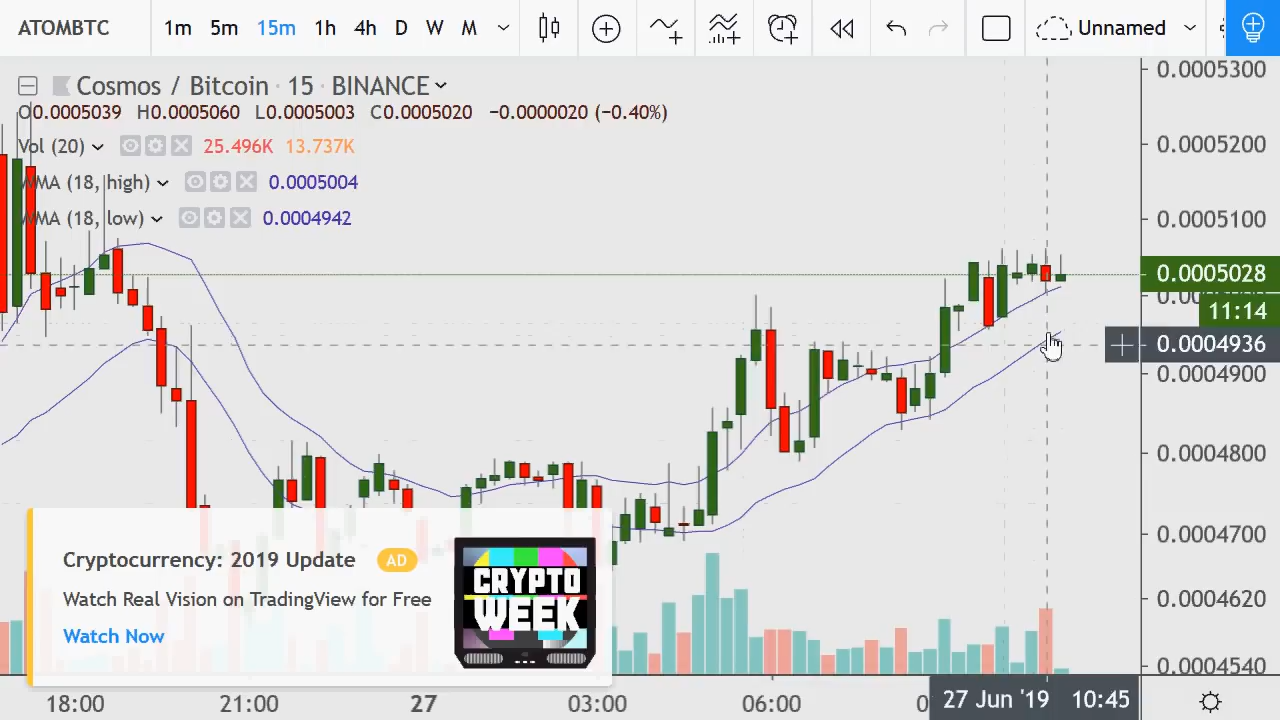 ATOMBTC 1m 5m 15m 1h 4h D W M Unnamed
Cosmos / Bitcoin · 15 · BINANCE
O0.0005039 H0.0005060 L0.0005003 C0.0005020 −0.0000020 (−0.40%)
Vol (20) 25.496K 13.737K
WMA (18, high) 0.0005004
WMA (18, low) 0.0004942
0.0005300
0.0005200
0.0005100
0.0005028
11:14
0.0004936
0.0004900
0.0004800
0.0004700
0.0004620
0.0004540
Cryptocurrency: 2019 Update AD
Watch Real Vision on TradingView for Free
Watch Now
CRYPTO
WEEK
18:00 21:00 27 03:00 06:00 27 Jun '19 10:45